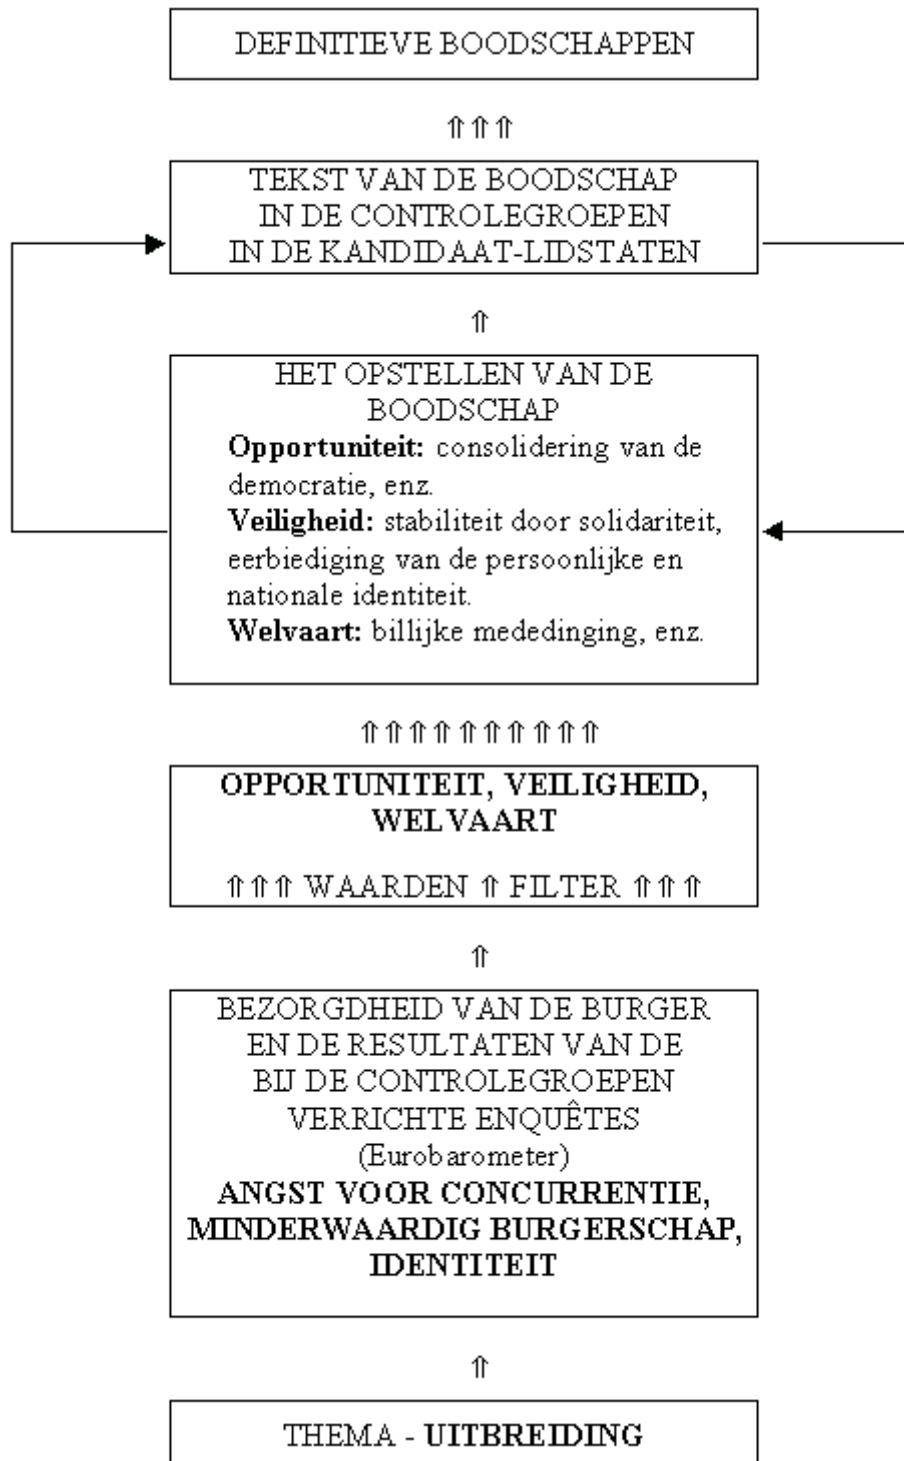 DEFINITIEVE BOODSCHAPPEN
⇑⇑⇑
TEKST VAN DE BOODSCHAP
IN DE CONTROLEGROEPEN
IN DE KANDIDAAT-LIDSTATEN
⇑
HET OPSTELLEN VAN DE
BOODSCHAP
Opportuniteit: consolidering van de
democratie, enz.
Veiligheid: stabiliteit door solidariteit,
eerbiediging van de persoonlijke en
nationale identiteit.
Welvaart: billijke mededinging, enz.
⇑⇑⇑⇑⇑⇑⇑⇑⇑⇑
OPPORTUNITEIT, VEILIGHEID,
WELVAART
⇑⇑⇑ WAARDEN ⇑ FILTER ⇑⇑⇑
⇑
BEZORGDHEID VAN DE BURGER
EN DE RESULTATEN VAN DE
BIJ DE CONTROLEGROEPEN
VERRICHTE ENQUÊTES
(Eurobarometer)
ANGST VOOR CONCURRENTIE,
MINDERWAARDIG BURGERSCHAP,
IDENTITEIT
⇑
THEMA - UITBREIDING